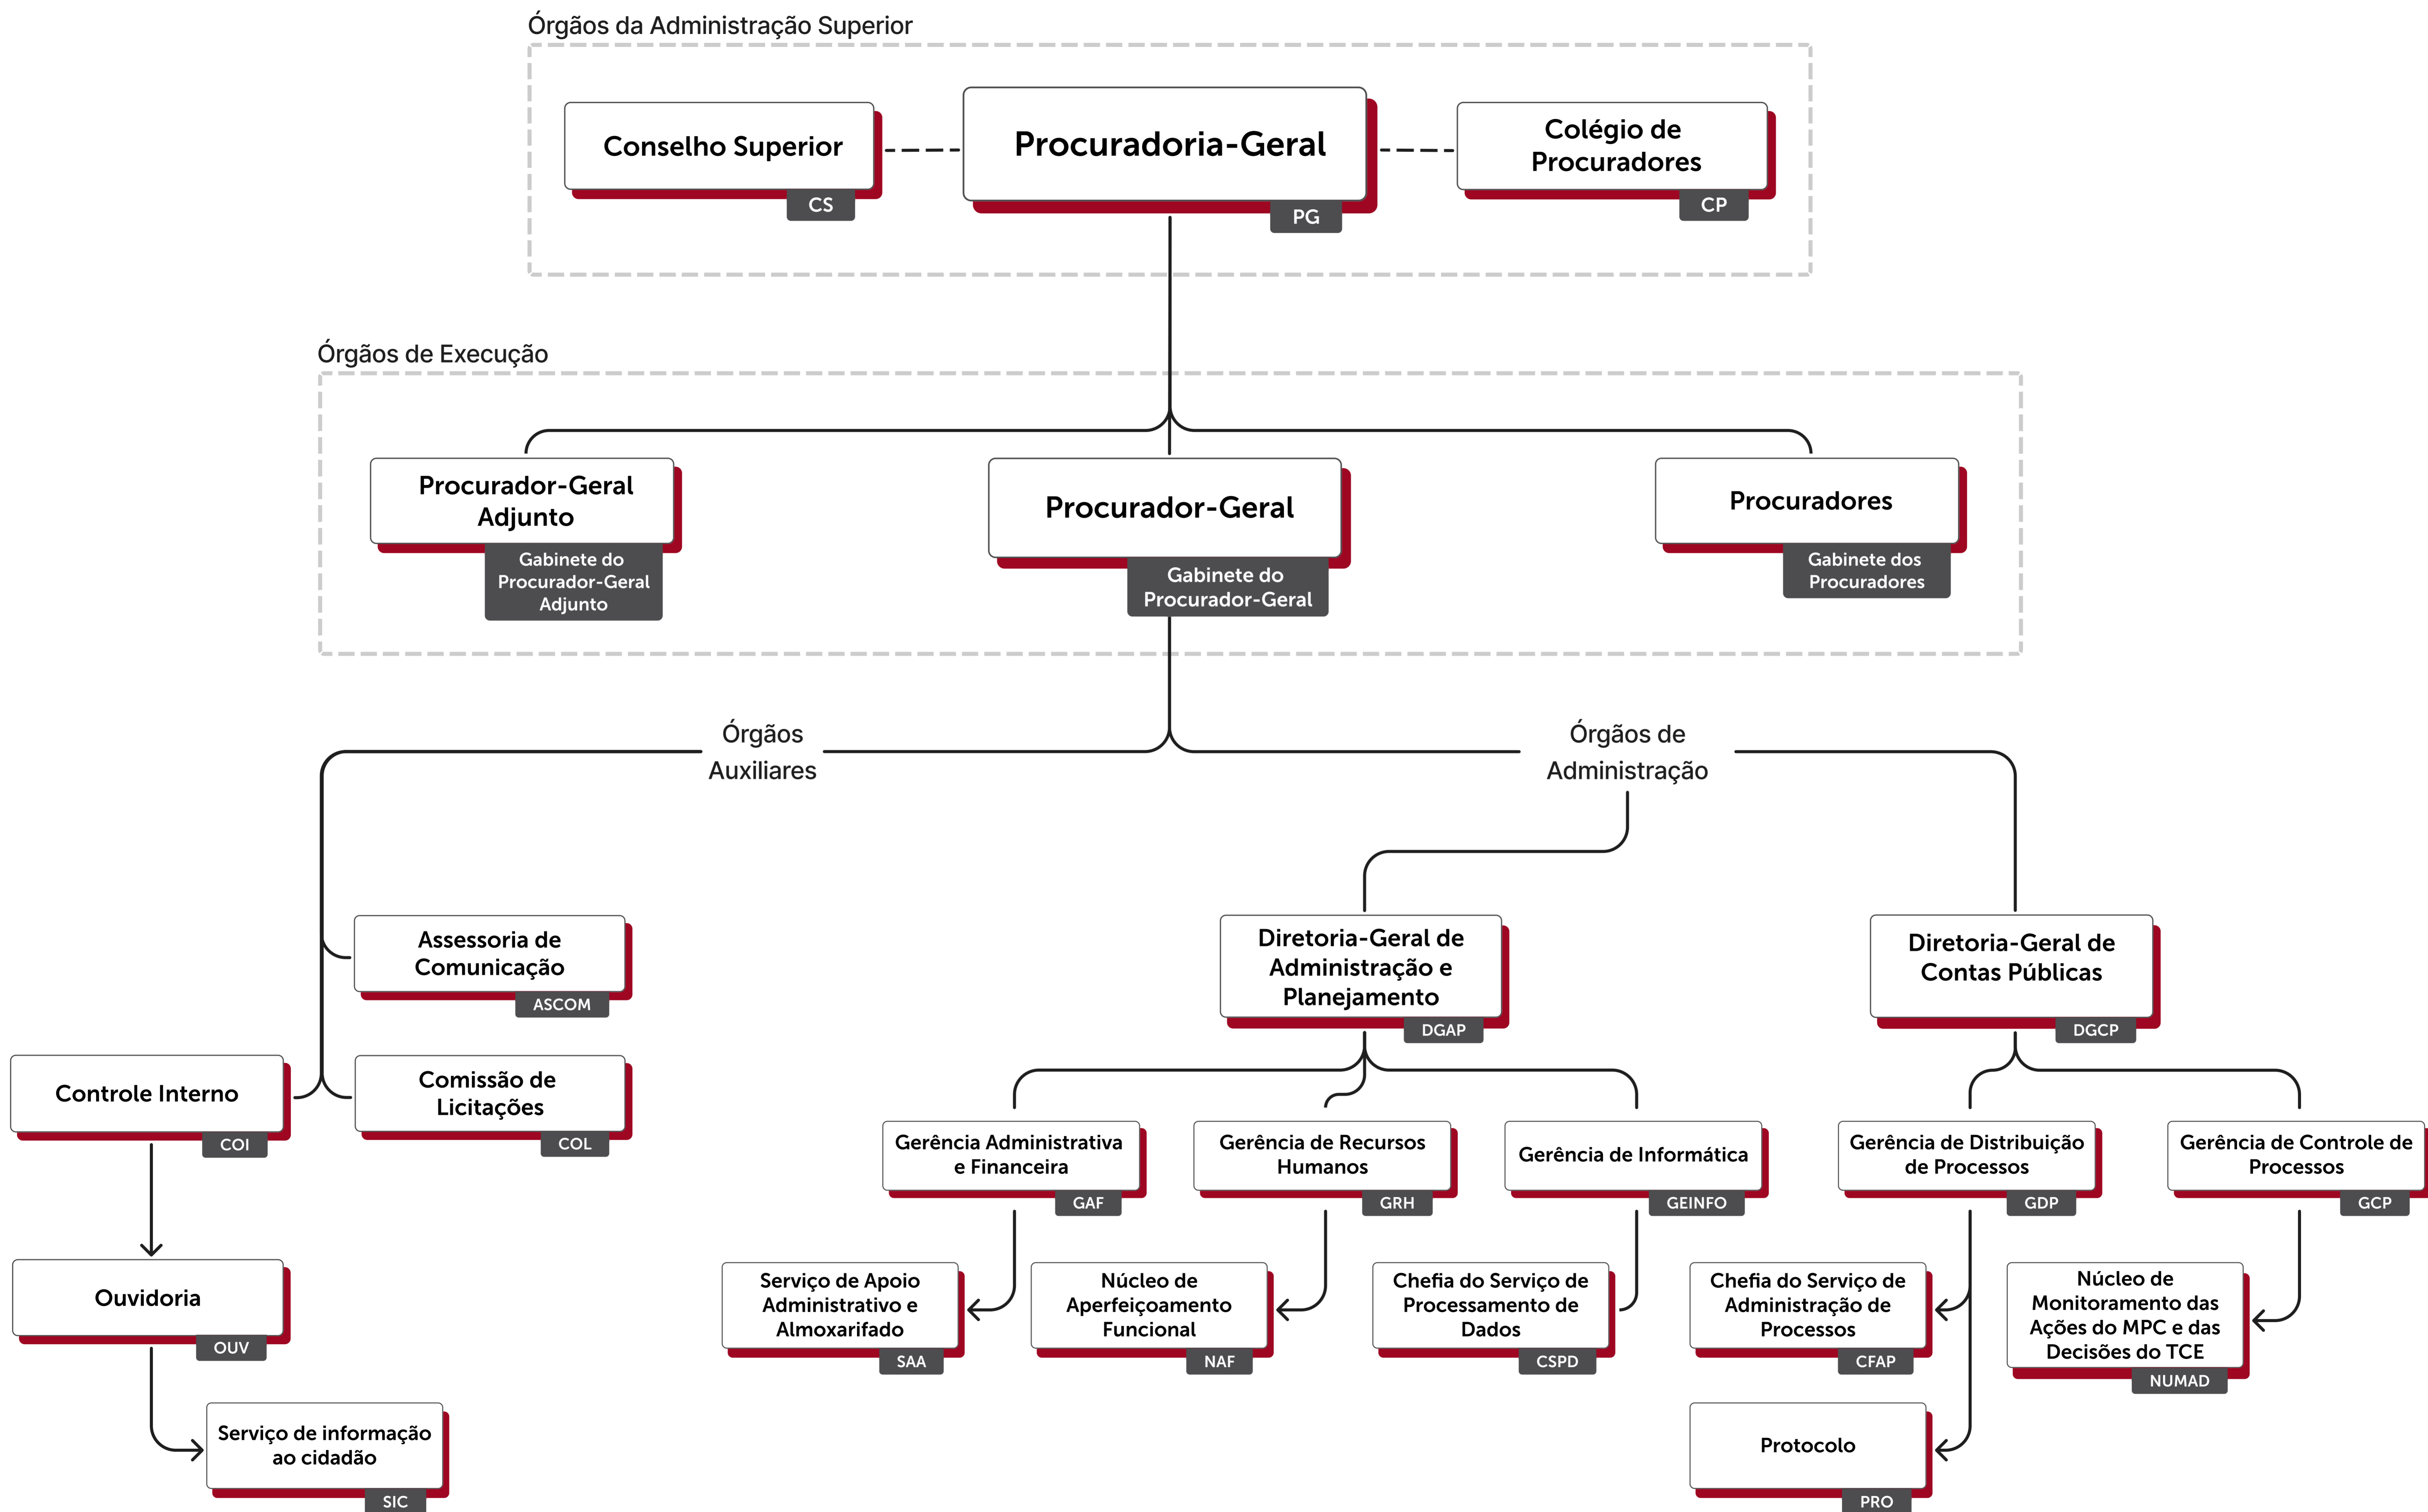 Órgãos da Administração Superior
Conselho Superior
CS
Procuradoria-Geral
PG
Colégio de
Procuradores
CP
Órgãos de Execução
Procurador-Geral
Adjunto
Gabinete do
Procurador-Geral
Adjunto
Procurador-Geral
Gabinete do
Procurador-Geral
Procuradores
Gabinete dos
Procuradores
Órgãos
Auxiliares
Órgãos de
Administração
Assessoria de
Comunicação
ASCOM
Controle Interno
COI
Comissão de
Licitações
COL
Ouvidoria
OUV
Serviço de informação
ao cidadão
SIC
Diretoria-Geral de
Administração e
Planejamento
DGAP
Diretoria-Geral de
Contas Públicas
DGCP
Gerência Administrativa
e Financeira
GAF
Gerência de Recursos
Humanos
GRH
Gerência de Informática
GEINFO
Gerência de Distribuição
de Processos
GDP
Gerência de Controle de
Processos
GCP
Serviço de Apoio
Administrativo e
Almoxarifado
SAA
Núcleo de
Aperfeiçoamento
Funcional
NAF
Chefia do Serviço de
Processamento de
Dados
CSPD
Chefia do Serviço de
Administração de
Processos
CFAP
Núcleo de
Monitoramento das
Ações do MPC e das
Decisões do TCE
NUMAD
Protocolo
PRO